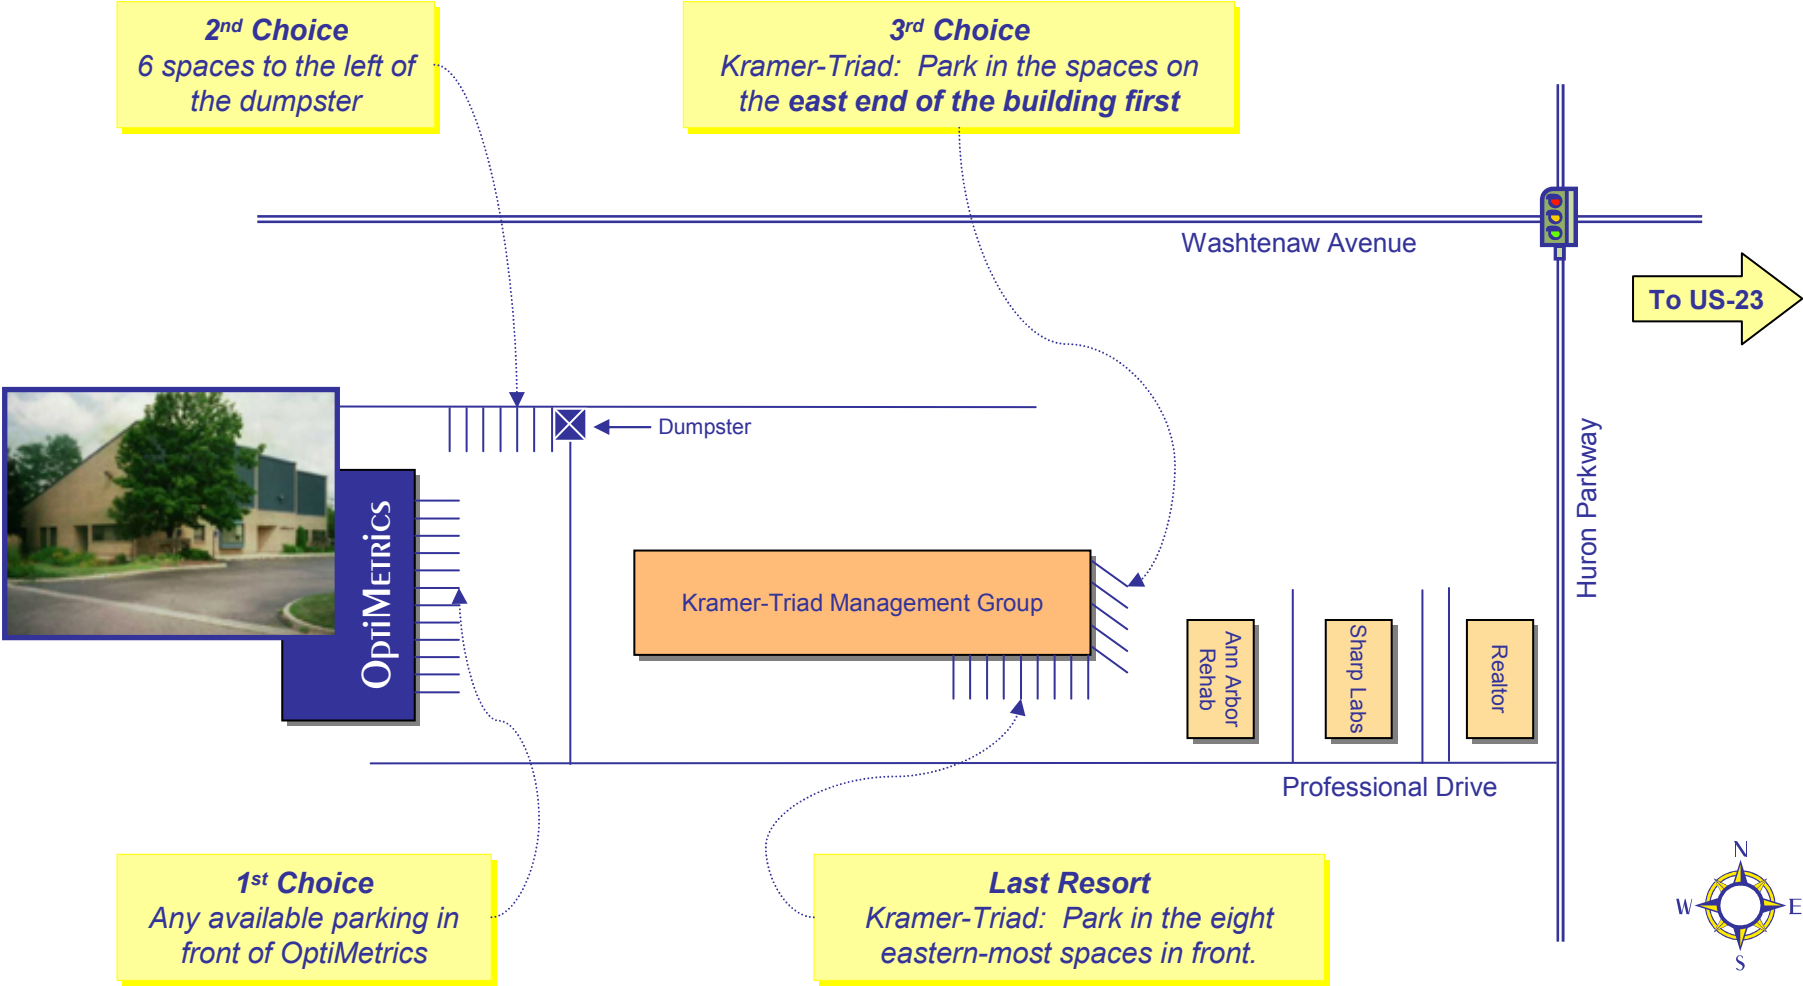 2nd Choice
6 spaces to the left of
the dumpster
3rd Choice
Kramer-Triad: Park in the spaces on
the east end of the building first
Washtenaw Avenue
To US-23
Dumpster
Huron Parkway
OptiMetrics
Kramer-Triad Management Group
Ann Arbor
Rehab
Sharp Labs
Realtor
Professional Drive
1st Choice
Any available parking in
front of OptiMetrics
Last Resort
Kramer-Triad: Park in the eight
eastern-most spaces in front.
N
W
E
S